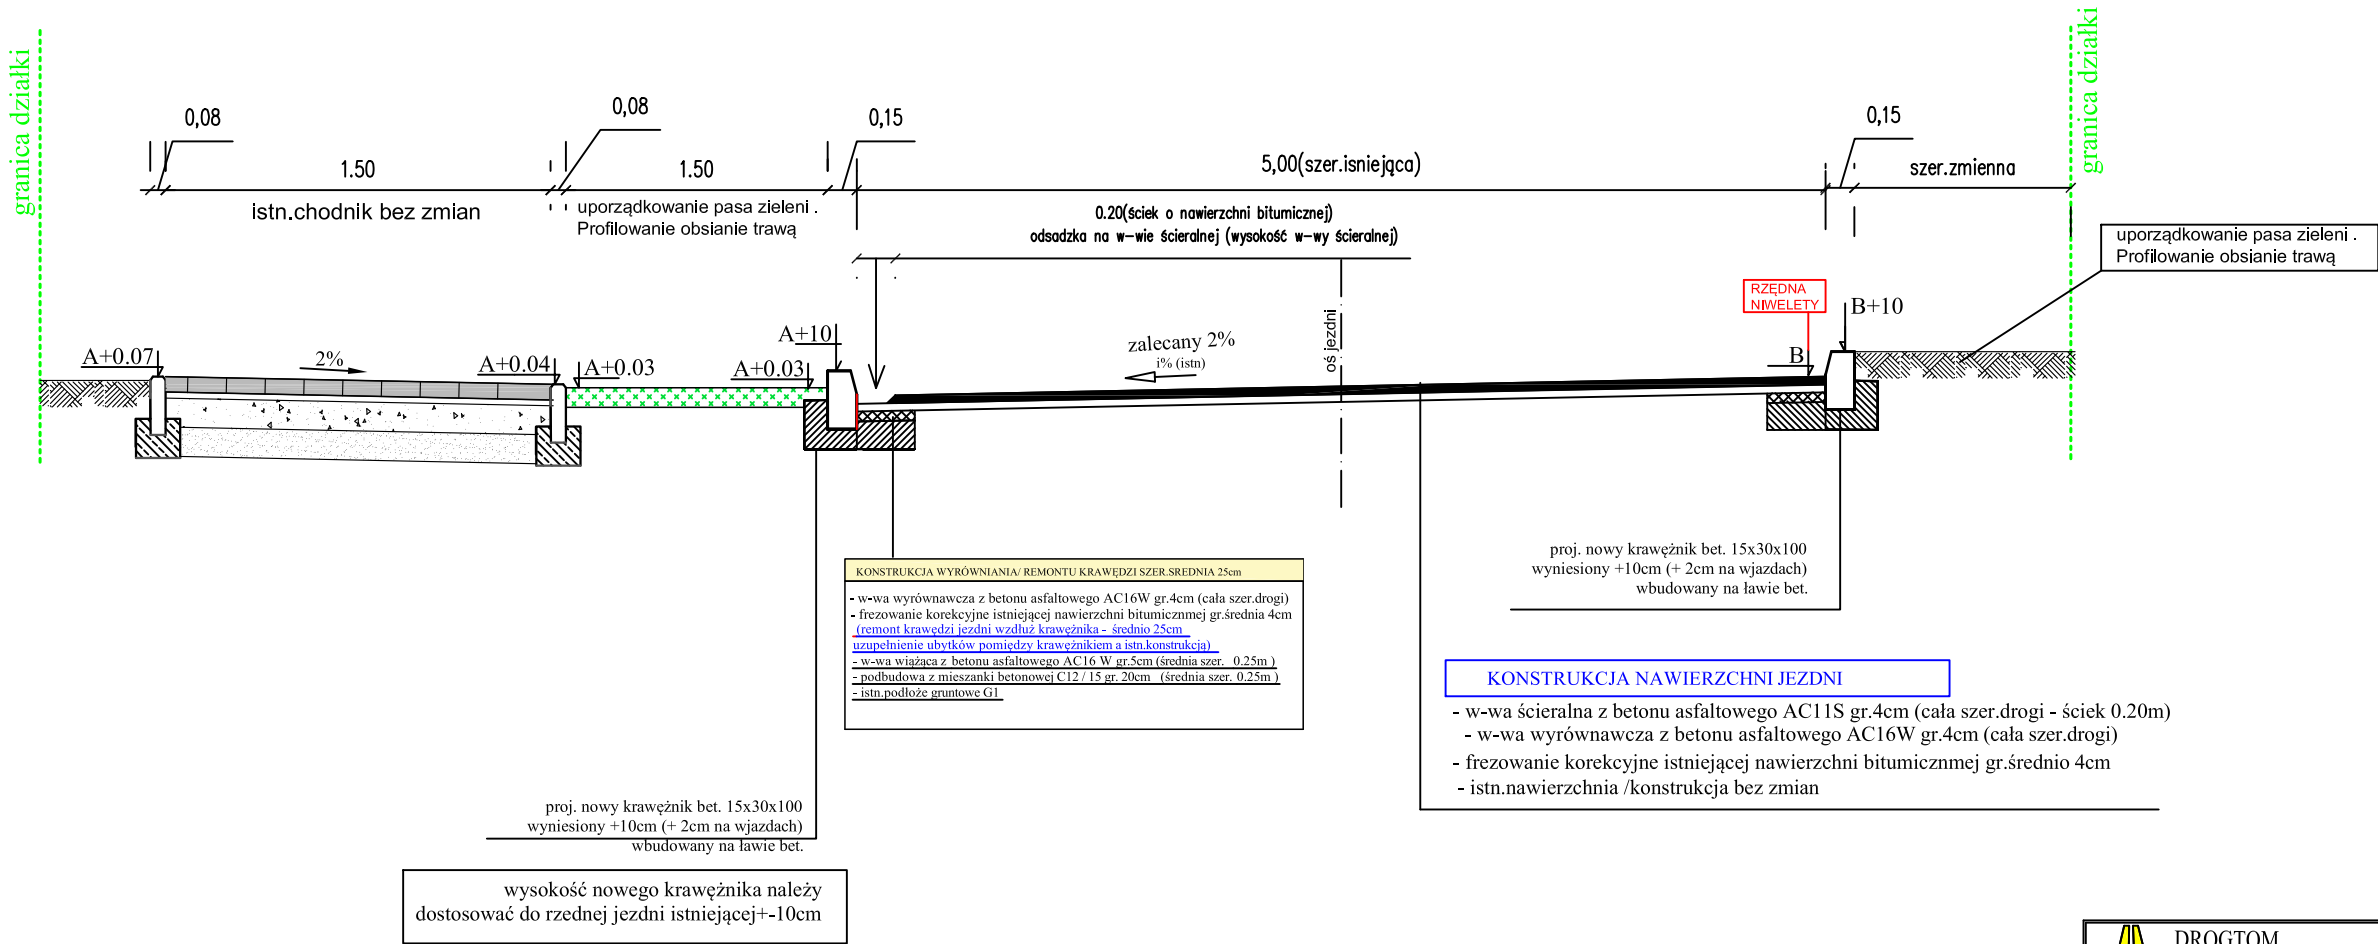 granica działki
0,08
0,08
0,15
0,15
granica działki
1.50
1.50
5,00(szer.isniejąca)
szer.zmienna
istn.chodnik bez zmian
uporządkowanie pasa zieleni .
Profilowanie obsianie trawą
0.20(ściek o nawierzchni bitumicznej)
odsadzka na w-wie ścieralnej (wysokość w-wy ścieralnej)
uporządkowanie pasa zieleni .
Profilowanie obsianie trawą
RZĘDNA
NIWELETY
B+10
A+10
zalecany 2%
i% (istn)
oś jezdni
B
A+0.07
2%
A+0.04
A+0.03
A+0.03
KONSTRUKCJA WYRÓWNIANIA/ REMONTU KRAWĘDZI SZER.SREDNIA 25cm
- w-wa wyrównawcza z betonu asfaltowego AC16W gr.4cm (cała szer.drogi)
- frezowanie korekcyjne istniejącej nawierzchni bitumicznmej gr.średnia 4cm
(remont krawędzi jezdni wzdłuż krawężnika - średnio 25cm
uzupełnienie ubytków pomiędzy krawężnikiem a istn.konstrukcją)
- w-wa wiążąca z betonu asfaltowego AC16 W gr.5cm (średnia szer. 0.25m )
- podbudowa z mieszanki betonowej C12 / 15 gr. 20cm (średnia szer. 0.25m )
- istn.podłoże gruntowe G1
proj. nowy krawężnik bet. 15x30x100
wyniesiony +10cm (+ 2cm na wjazdach)
wbudowany na ławie bet.
KONSTRUKCJA NAWIERZCHNI JEZDNI
- w-wa ścieralna z betonu asfaltowego AC11S gr.4cm (cała szer.drogi - ściek 0.20m)
- w-wa wyrównawcza z betonu asfaltowego AC16W gr.4cm (cała szer.drogi)
- frezowanie korekcyjne istniejącej nawierzchni bitumicznmej gr.średnio 4cm
- istn.nawierzchnia /konstrukcja bez zmian
proj. nowy krawężnik bet. 15x30x100
wyniesiony +10cm (+ 2cm na wjazdach)
wbudowany na ławie bet.
wysokość nowego krawężnika należy
dostosować do rzednej jezdni istniejącej+-10cm
DROGTOM